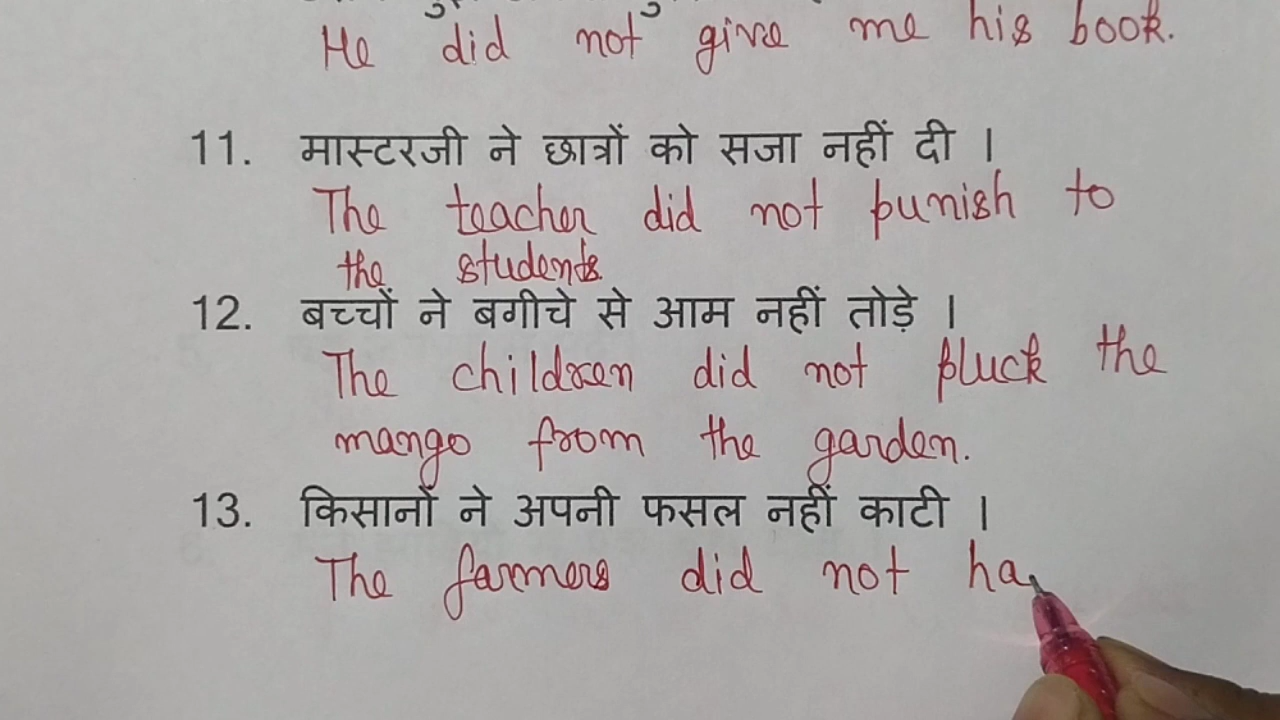 He did not give me his book.
11. मास्टरजी ने छात्रों को सजा नहीं दी ।
The teacher did not punish to
the students
12. बच्चों ने बगीचे से आम नहीं तोड़े ।
The children did not pluck the
mango from the garden.
13. किसानों ने अपनी फसल नहीं काटी ।
The farmers did not ha